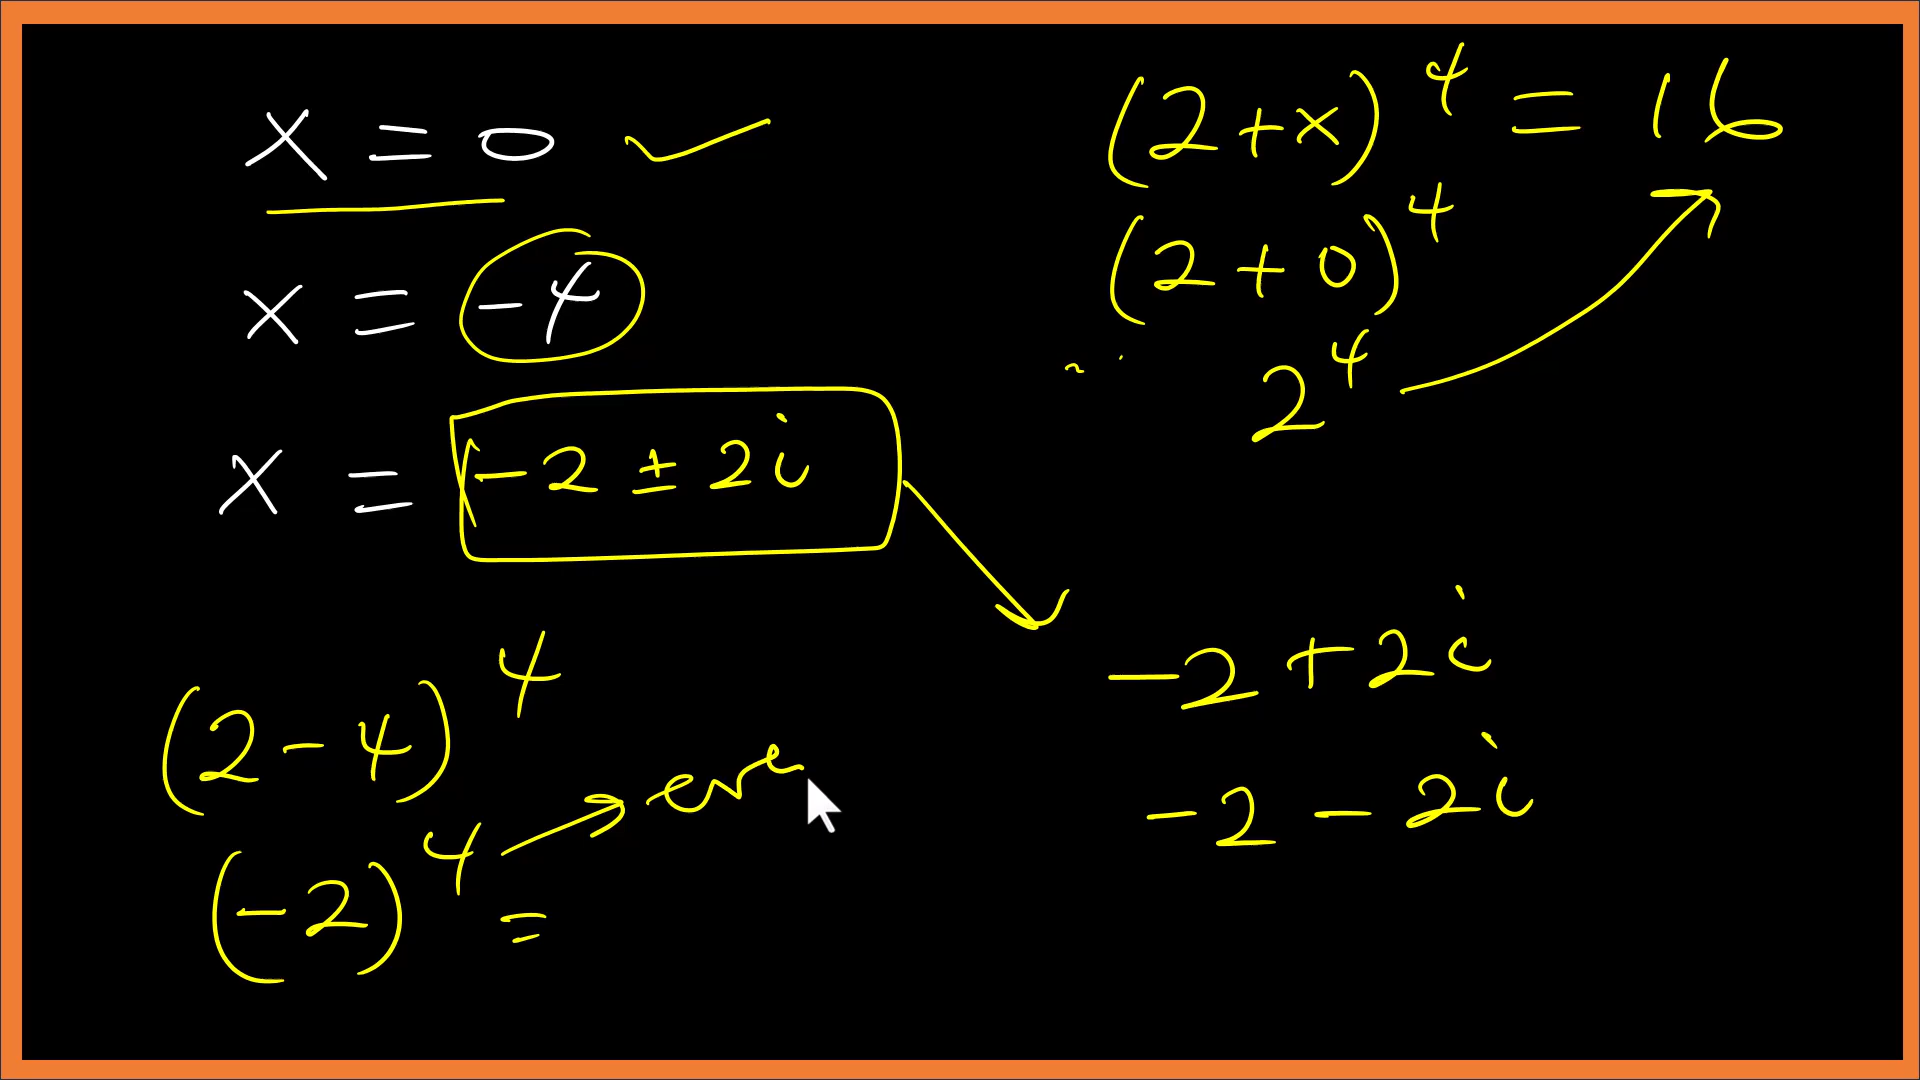 x = 0 ✓
x = -4
x = -2 ± 2i
(2-4)^4
(-2)^4 → eve
=
(2+x)^4 = 16
(2+0)^4
2^4
-2+2i
-2-2i